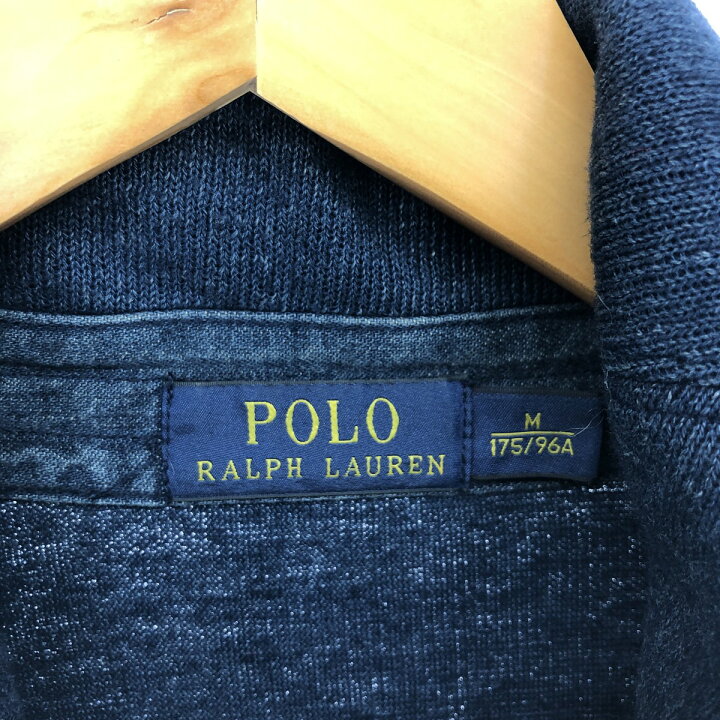 POLO
RALPH LAUREN
M
175/96A